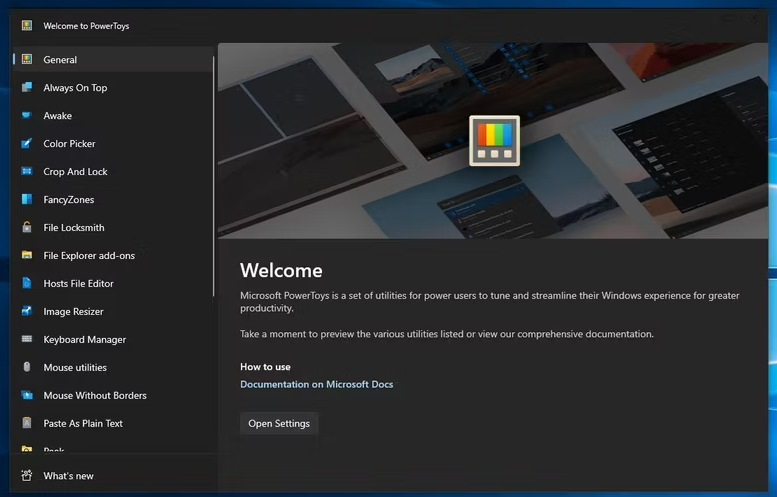 Welcome to PowerToys
General
Always On Top
Awake
Color Picker
Crop And Lock
FancyZones
File Locksmith
File Explorer add-ons
Hosts File Editor
Image Resizer
Keyboard Manager
Mouse utilities
Mouse Without Borders
Paste As Plain Text
Peek
What's new
Welcome
Microsoft PowerToys is a set of utilities for power users to tune and streamline their Windows experience for greater
productivity.
Take a moment to preview the various utilities listed or view our comprehensive documentation.
How to use
Documentation on Microsoft Docs
Open Settings